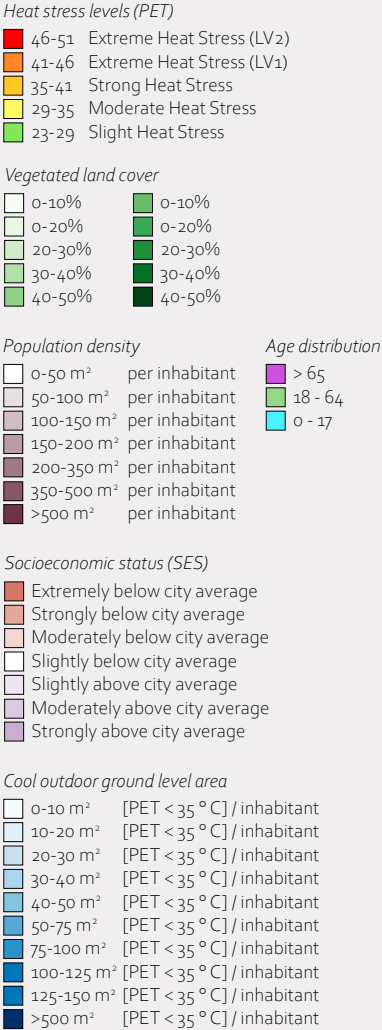 Heat stress levels (PET)
46-51 Extreme Heat Stress (LV2)
41-46 Extreme Heat Stress (LV1)
35-41 Strong Heat Stress
29-35 Moderate Heat Stress
23-29 Slight Heat Stress
Vegetated land cover
0-10% 0-10%
0-20% 0-20%
20-30% 20-30%
30-40% 30-40%
40-50% 40-50%
Population density Age distribution
0-50 m² per inhabitant > 65
50-100 m² per inhabitant 18 - 64
100-150 m² per inhabitant 0 - 17
150-200 m² per inhabitant
200-350 m² per inhabitant
350-500 m² per inhabitant
>500 m² per inhabitant
Socioeconomic status (SES)
Extremely below city average
Strongly below city average
Moderately below city average
Slightly below city average
Slightly above city average
Moderately above city average
Strongly above city average
Cool outdoor ground level area
0-10 m² [PET < 35 ° C] / inhabitant
10-20 m² [PET < 35 ° C] / inhabitant
20-30 m² [PET < 35 ° C] / inhabitant
30-40 m² [PET < 35 ° C] / inhabitant
40-50 m² [PET < 35 ° C] / inhabitant
50-75 m² [PET < 35 ° C] / inhabitant
75-100 m² [PET < 35 ° C] / inhabitant
100-125 m² [PET < 35 ° C] / inhabitant
125-150 m² [PET < 35 ° C] / inhabitant
>500 m² [PET < 35 ° C] / inhabitant